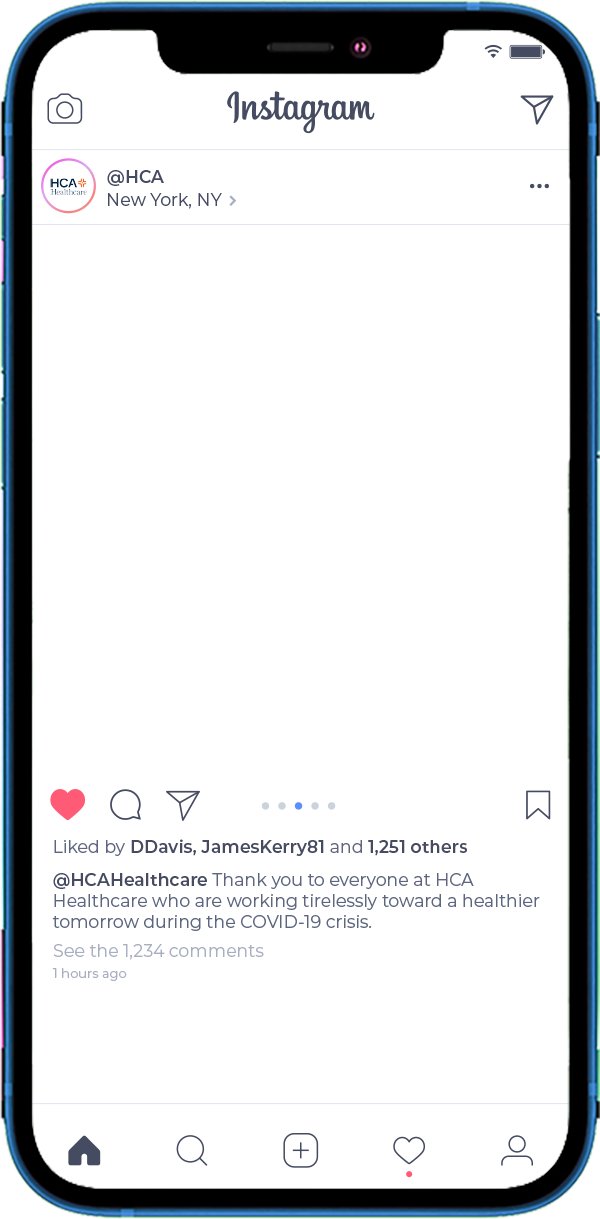 Instagram
HCA
Healthcare
@HCA
New York, NY
Liked by DDavis, JamesKerry81 and 1,251 others
@HCAHealthcare Thank you to everyone at HCA
Healthcare who are working tirelessly toward a healthier
tomorrow during the COVID-19 crisis.
See the 1,234 comments
1 hours ago